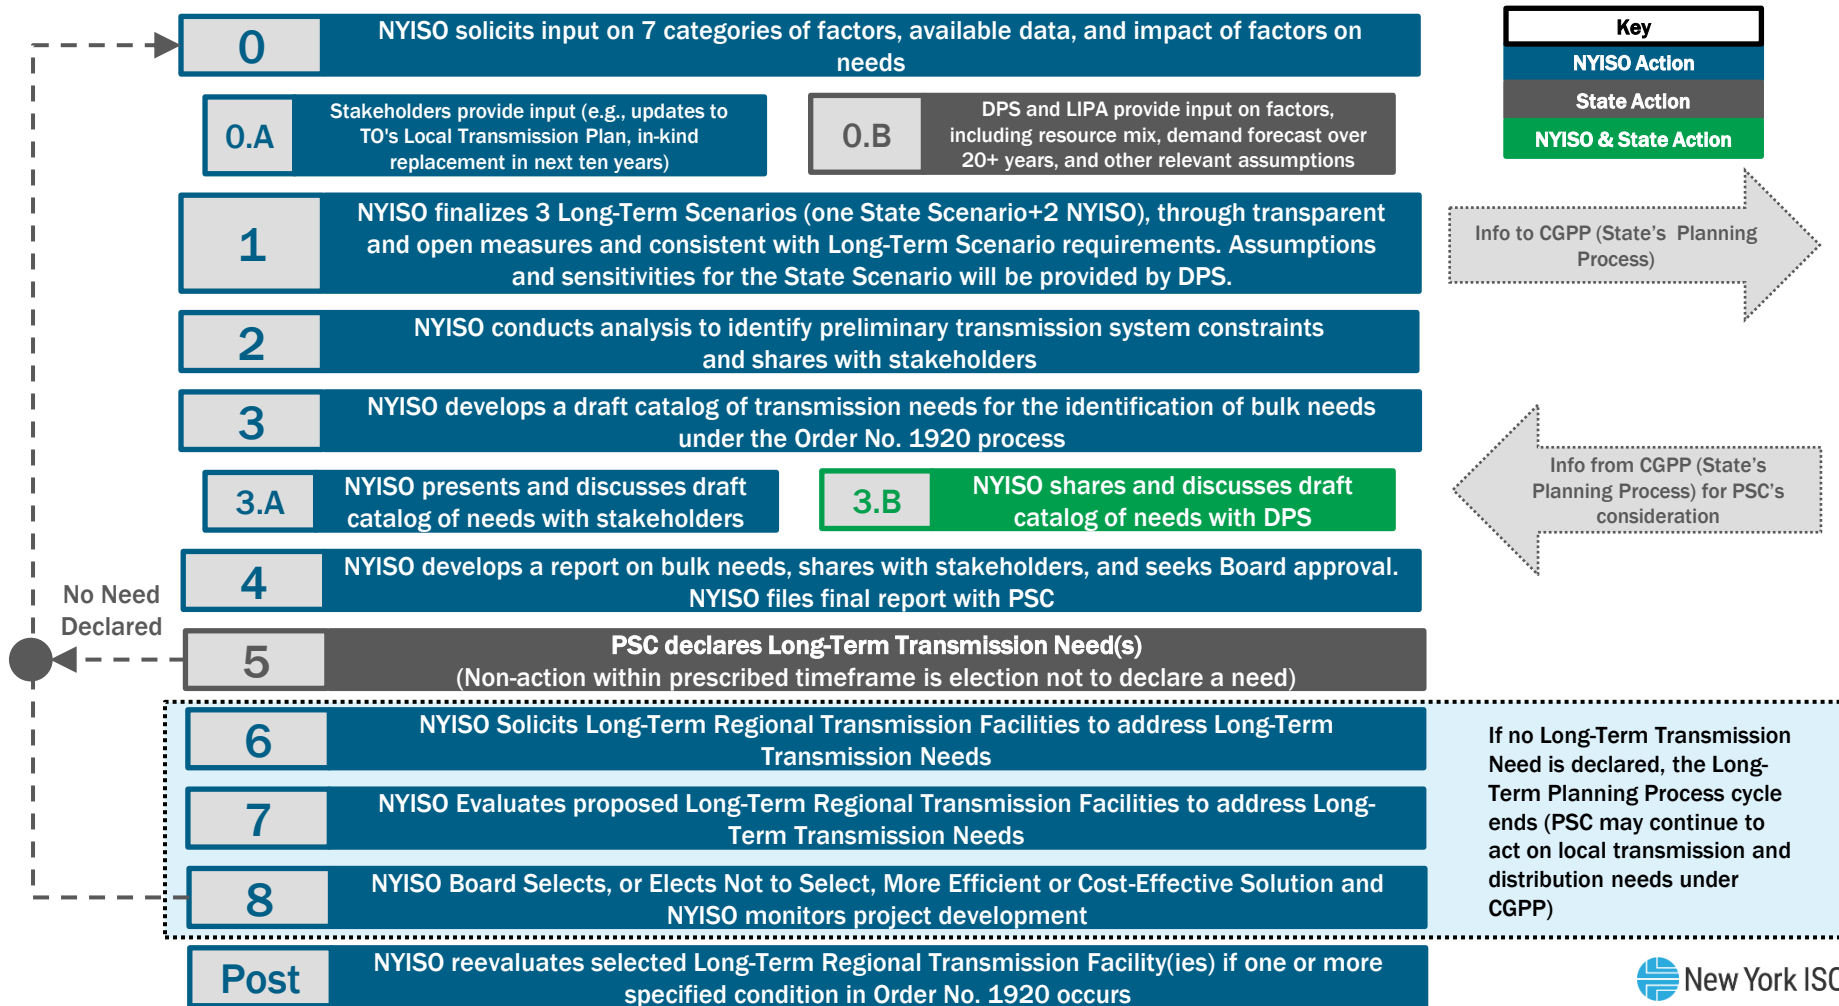 0
NYISO solicits input on 7 categories of factors, available data, and impact of factors on
needs
0.A
Stakeholders provide input (e.g., updates to
TO's Local Transmission Plan, in-kind
replacement in next ten years)
0.B
DPS and LIPA provide input on factors,
including resource mix, demand forecast over
20+ years, and other relevant assumptions
Key
NYISO Action
State Action
NYISO & State Action
1
NYISO finalizes 3 Long-Term Scenarios (one State Scenario+2 NYISO), through transparent
and open measures and consistent with Long-Term Scenario requirements. Assumptions
and sensitivities for the State Scenario will be provided by DPS.
Info to CGPP (State's Planning
Process)
2
NYISO conducts analysis to identify preliminary transmission system constraints
and shares with stakeholders
3
NYISO develops a draft catalog of transmission needs for the identification of bulk needs
under the Order No. 1920 process
3.A
NYISO presents and discusses draft
catalog of needs with stakeholders
3.B
NYISO shares and discusses draft
catalog of needs with DPS
Info from CGPP (State's
Planning Process) for PSC's
consideration
4
NYISO develops a report on bulk needs, shares with stakeholders, and seeks Board approval.
NYISO files final report with PSC
No Need
Declared
5
PSC declares Long-Term Transmission Need(s)
(Non-action within prescribed timeframe is election not to declare a need)
6
NYISO Solicits Long-Term Regional Transmission Facilities to address Long-Term
Transmission Needs
7
NYISO Evaluates proposed Long-Term Regional Transmission Facilities to address Long-
Term Transmission Needs
8
NYISO Board Selects, or Elects Not to Select, More Efficient or Cost-Effective Solution and
NYISO monitors project development
If no Long-Term Transmission
Need is declared, the Long-
Term Planning Process cycle
ends (PSC may continue to
act on local transmission and
distribution needs under
CGPP)
Post
NYISO reevaluates selected Long-Term Regional Transmission Facility(ies) if one or more
specified condition in Order No. 1920 occurs
New York ISO